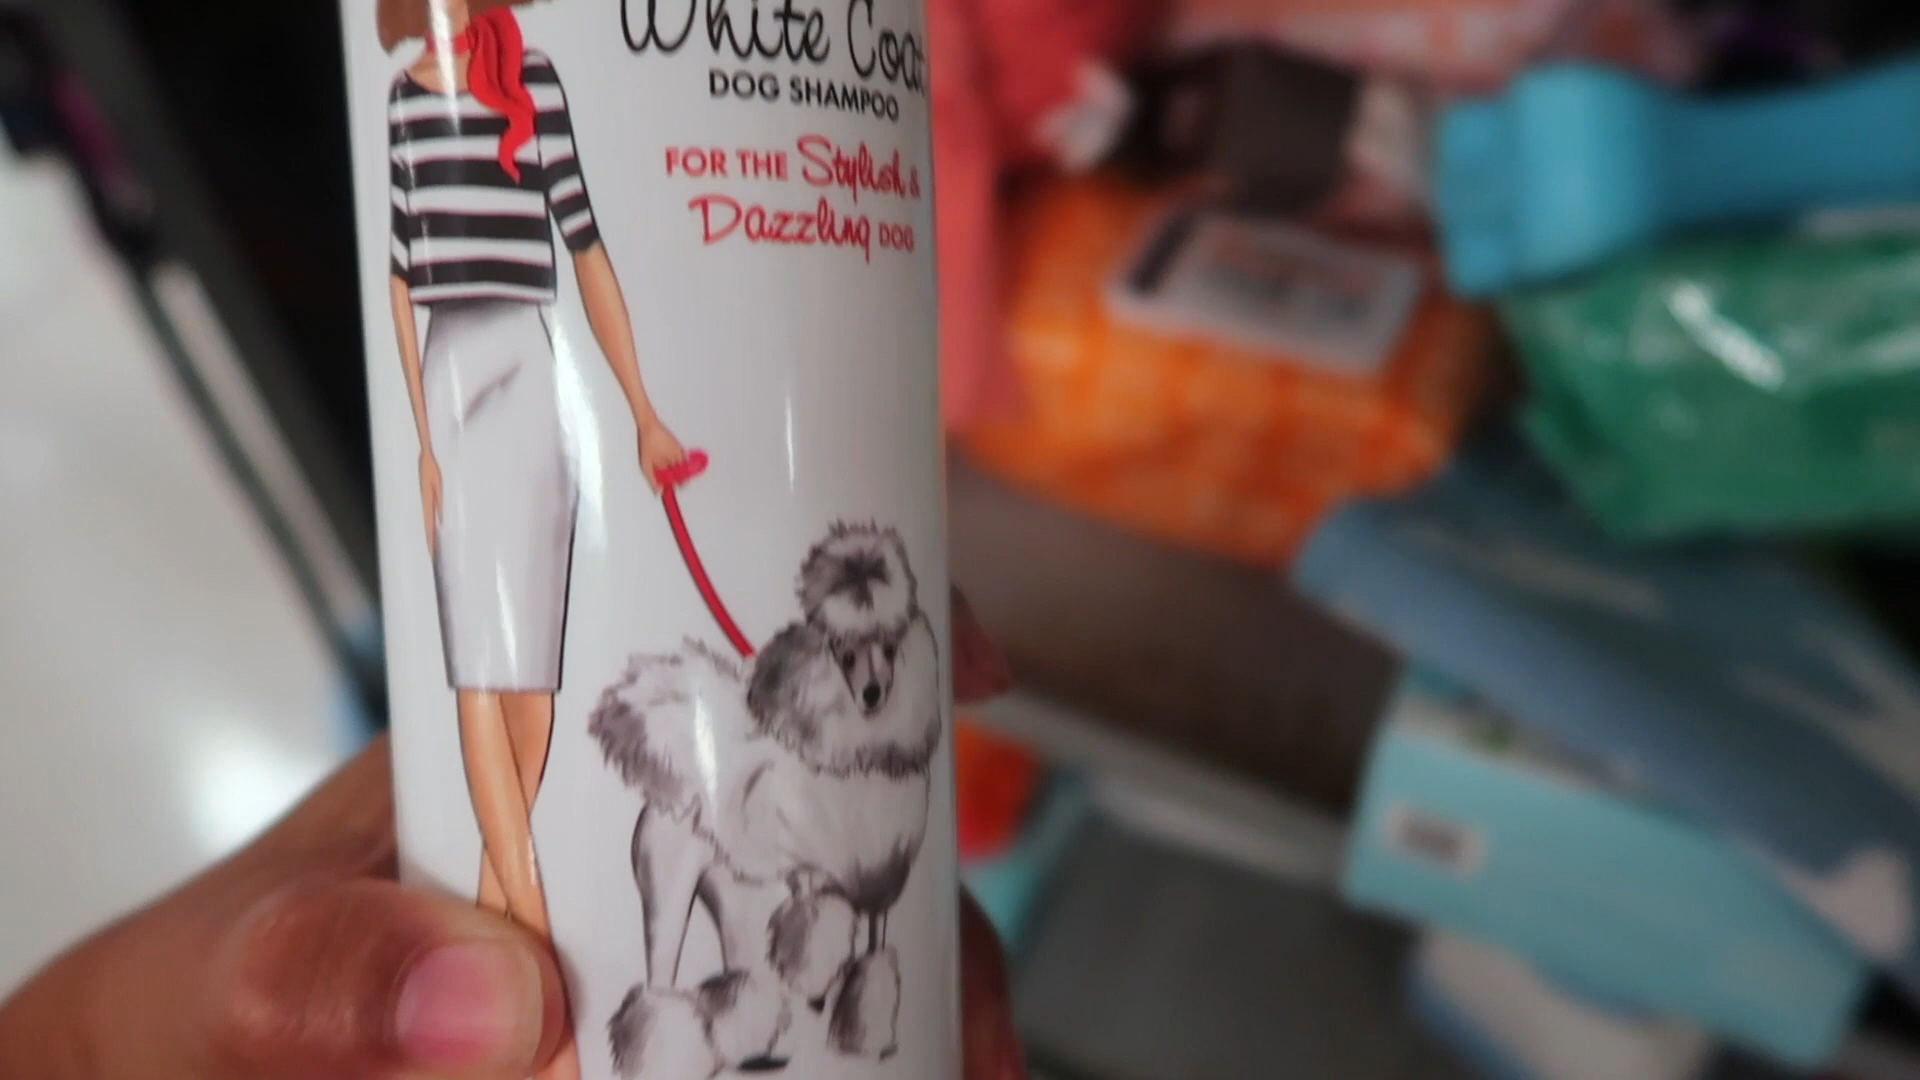 White Coat
DOG SHAMPOO
FOR THE Stylish &
Dazzling DOG